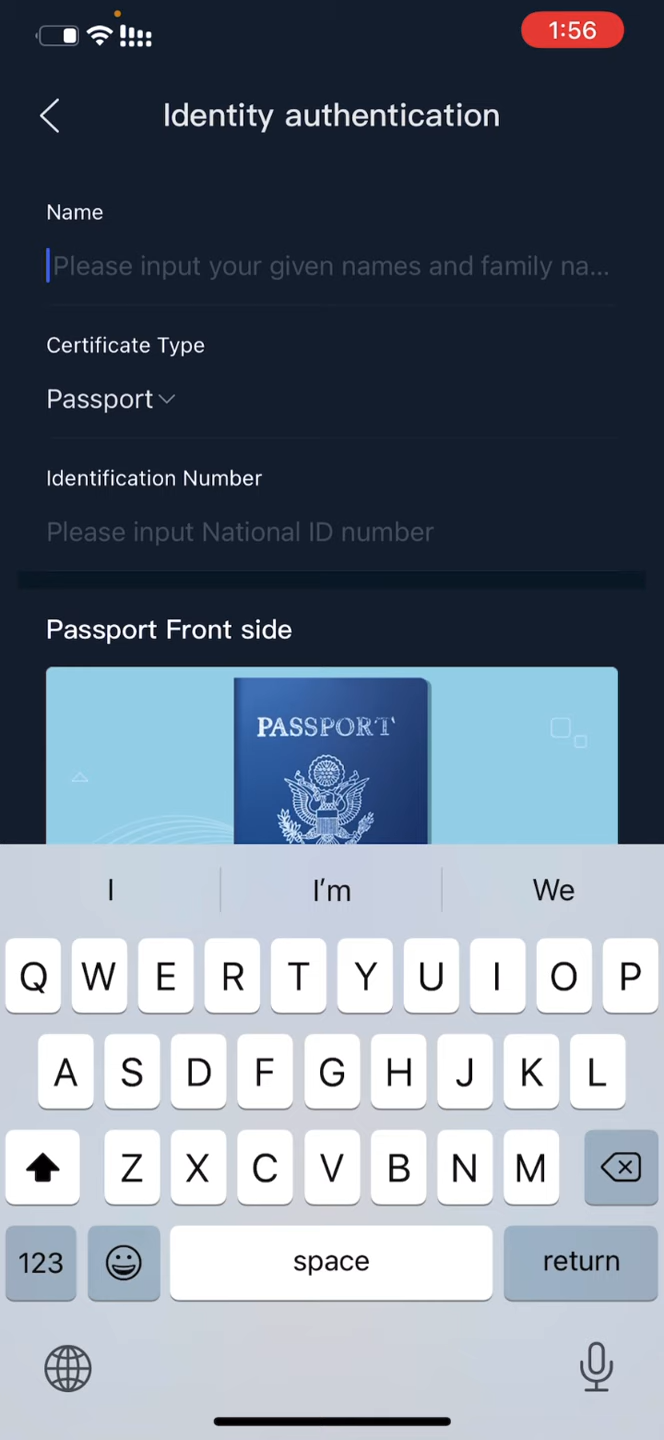 1:56
Identity authentication
Name
Please input your given names and family na...
Certificate Type
Passport
Identification Number
Please input National ID number
Passport Front side
PASSPORT
I I’m We
Q W E R T Y U I O P
A S D F G H J K L
Z X C V B N M
123 space return